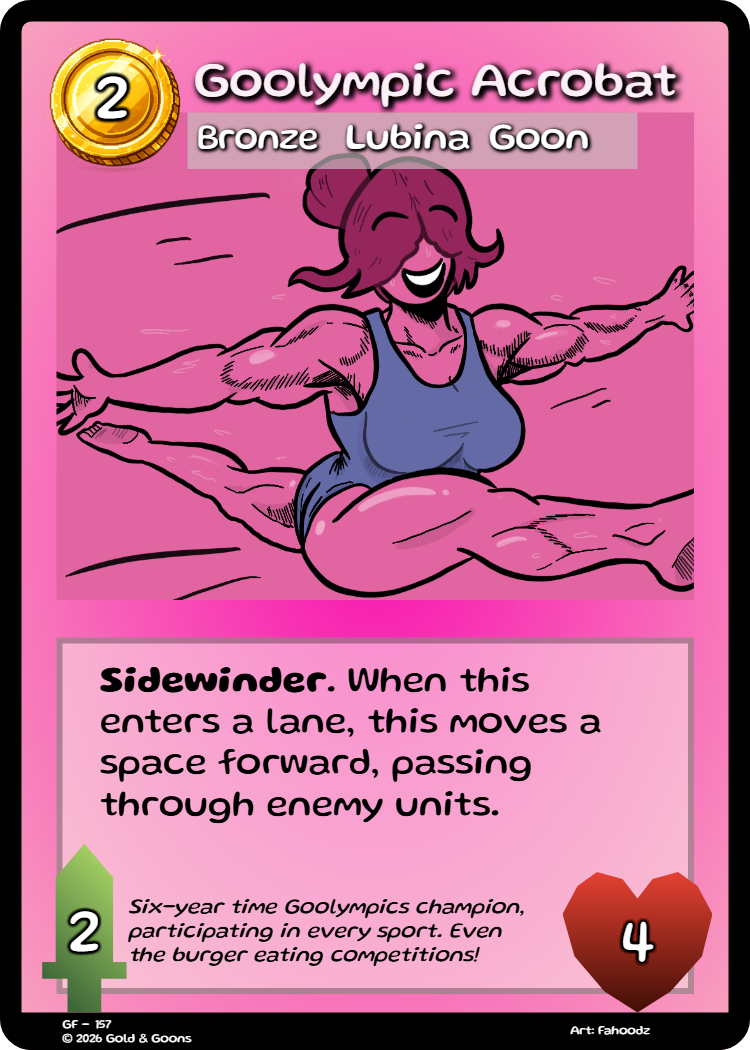 2
Goolympic Acrobat
Bronze Lubina Goon
Sidewinder. When this
enters a lane, this moves a
space forward, passing
through enemy units.
2
Six-year time Goolympics champion,
participating in every sport. Even
the burger eating competitions!
4
GF - 157
© 2026 Gold & Goons
Art: Fahoodz